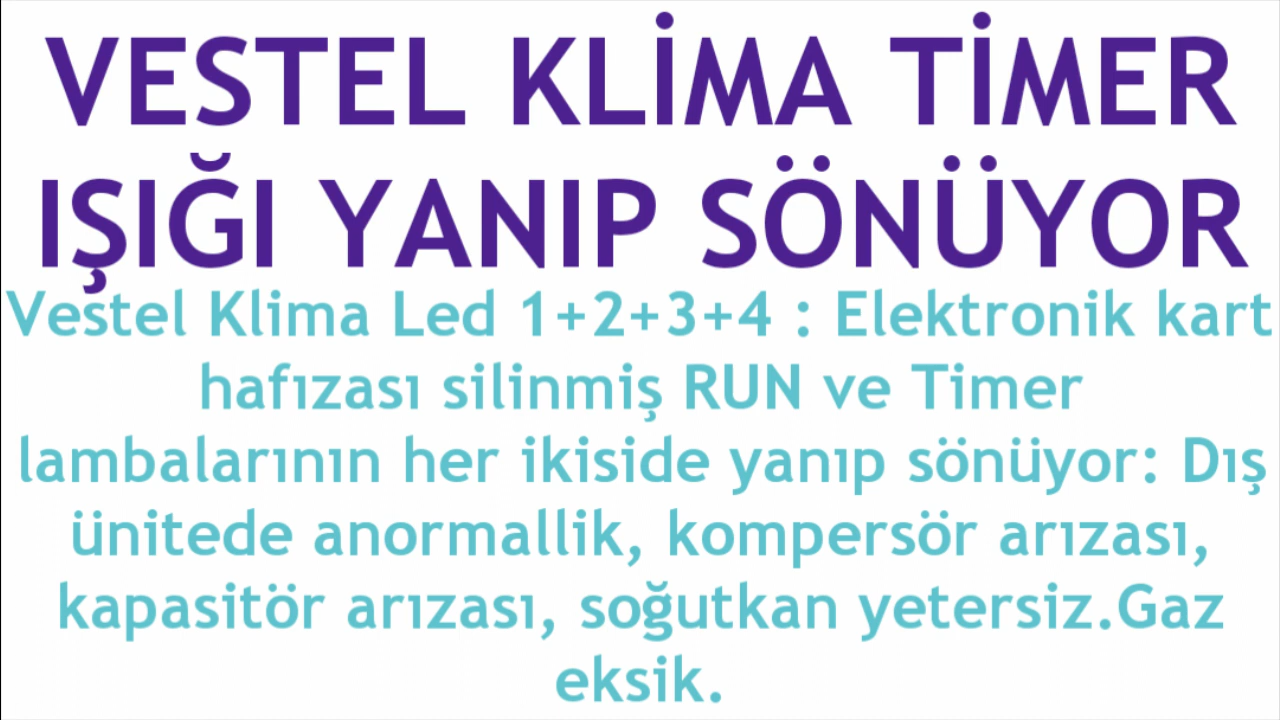 VESTEL KLİMA TİMER
IŞIĞI YANIP SÖNÜYOR
Vestel Klima Led 1+2+3+4 : Elektronik kart
hafızası silinmiş RUN ve Timer
lambalarının her ikiside yanıp sönüyor: Dış
ünitede anormallik, kompersör arızası,
kapasitör arızası, soğutkan yetersiz.Gaz
eksik.